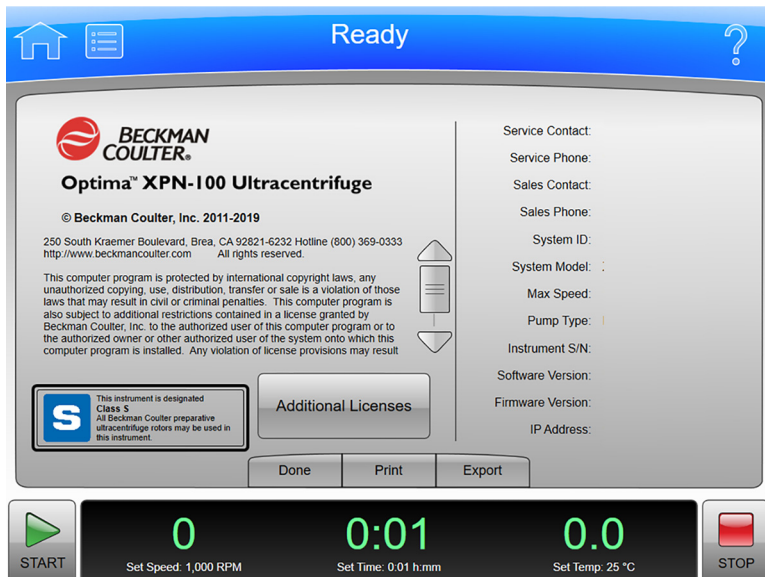 Ready
BECKMAN
COULTER®
Optima™ XPN-100 Ultracentrifuge
© Beckman Coulter, Inc. 2011-2019
250 South Kraemer Boulevard, Brea, CA 92821-6232 Hotline (800) 369-0333
http://www.beckmancoulter.com All rights reserved.
This computer program is protected by international copyright laws, any
unauthorized copying, use, distribution, transfer or sale is a violation of those
laws that may result in civil or criminal penalties. This computer program is
also subject to additional restrictions contained in a license granted by
Beckman Coulter, Inc. to the authorized user of this computer program or to
the authorized owner or other authorized user of the system onto which this
computer program is installed. Any violation of license provisions may result
S
This instrument is designated
Class S
All Beckman Coulter preparative
ultracentrifuge rotors may be used in
this instrument.
Additional Licenses
Service Contact:
Service Phone:
Sales Contact:
Sales Phone:
System ID:
System Model:
Max Speed:
Pump Type:
Instrument S/N:
Software Version:
Firmware Version:
IP Address:
Done
Print
Export
START
0
Set Speed: 1,000 RPM
0:01
Set Time: 0:01 h:mm
0.0
Set Temp: 25 °C
STOP